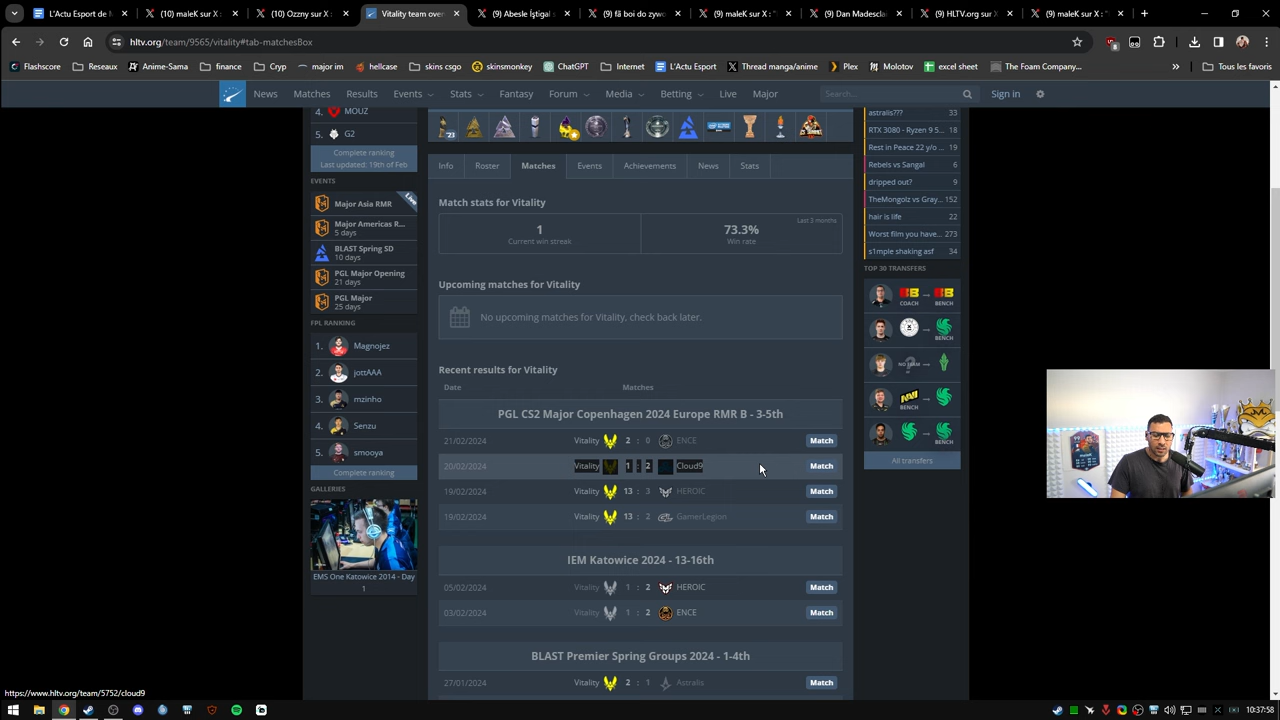 L'Actu Esport de M
(10) maleK sur X : "
(10) Ozzny sur X :
Vitality team over
(9) Abesle İştigal s
(9) fã boi do zywo
(9) maleK sur X : "
(9) Dan Madesclai
(9) HLTV.org sur X
(9) maleK sur X : "C
hltv.org/team/9565/vitality#tab-matchesBox
Flashscore
Reseaux
Anime-Sama
finance
Cryp
major im
hellcase
skins csgo
skinsmonkey
ChatGPT
Internet
L'Actu Esport
Thread manga/anime
Plex
Molotov
excel sheet
The Foam Company...
Tous les favoris
News
Matches
Results
Events
Stats
Fantasy
Forum
Media
Betting
Live
Major
Search...
Sign in
4. MOUZ
5. G2
Complete ranking
Last updated: 19th of Feb
EVENTS
Major Asia RMR
Live
Major Americas R...
5 days
BLAST Spring SD
10 days
PGL Major Opening
21 days
PGL Major
25 days
FPL RANKING
1. Magnojez
2. jottAAA
3. mzinho
4. Senzu
5. smooya
Complete ranking
GALLERIES
EMS One Katowice 2014 - Day
1
'23
Info
Roster
Matches
Events
Achievements
News
Stats
Match stats for Vitality
1
Current win streak
Last 3 months
73.3%
Win rate
Upcoming matches for Vitality
No upcoming matches for Vitality, check back later.
Recent results for Vitality
Date
Matches
PGL CS2 Major Copenhagen 2024 Europe RMR B - 3-5th
21/02/2024 Vitality 2 : 0 ENCE Match
20/02/2024 Vitality 1 : 2 Cloud9 Match
19/02/2024 Vitality 13 : 3 HEROIC Match
19/02/2024 Vitality 13 : 2 GamerLegion Match
IEM Katowice 2024 - 13-16th
05/02/2024 Vitality 1 : 2 HEROIC Match
03/02/2024 Vitality 1 : 2 ENCE Match
BLAST Premier Spring Groups 2024 - 1-4th
27/01/2024 Vitality 2 : 1 Astralis Match
astralis??? 33
RTX 3080 - Ryzen 9 5... 18
Rest in Peace 22 y/o ... 19
Rebels vs Sangal 6
dripped out? 9
TheMongolz vs Gray... 152
hair is life 22
Worst film you have... 273
s1mple shaking asf 34
TOP 30 TRANSFERS
COACH
BENCH
BENCH
NO TEAM
BENCH
BENCH
BENCH
All transfers
https://www.hltv.org/team/5752/cloud9
10:37:58